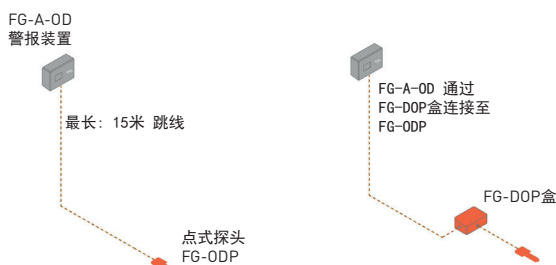 FG-A-OD
警报装置
最长：15米 跳线
点式探头
FG-ODP
FG-A-OD 通过
FG-DOP盒连接至
FG-ODP
FG-DOP盒